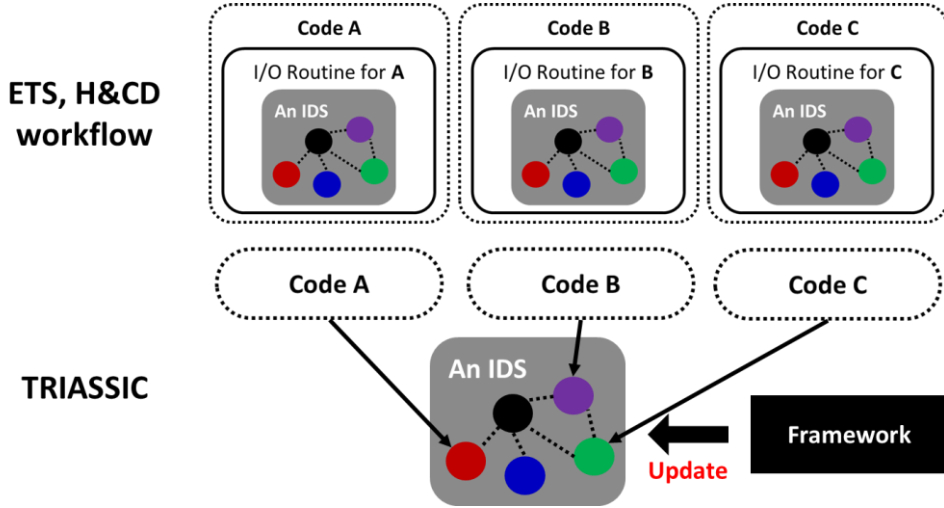 Code A
Code B
Code C
I/O Routine for A
I/O Routine for B
I/O Routine for C
ETS, H&CD
workflow
An IDS
An IDS
An IDS
Code A
Code B
Code C
TRIASSIC
An IDS
Framework
Update